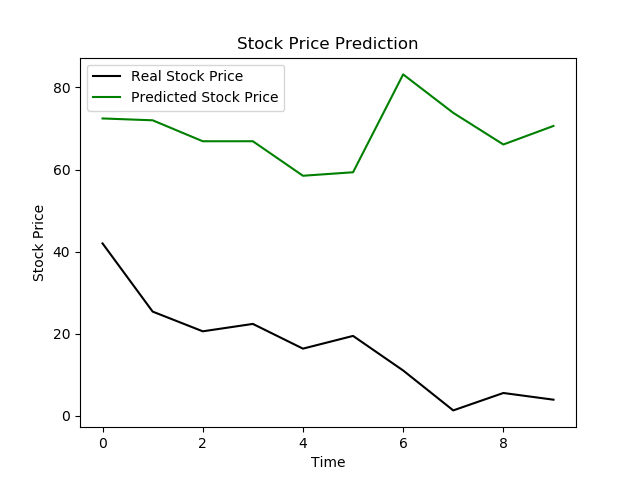 Stock Price Prediction
Real Stock Price
Predicted Stock Price
Stock Price
80
60
40
20
0
0 2 4 6 8
Time